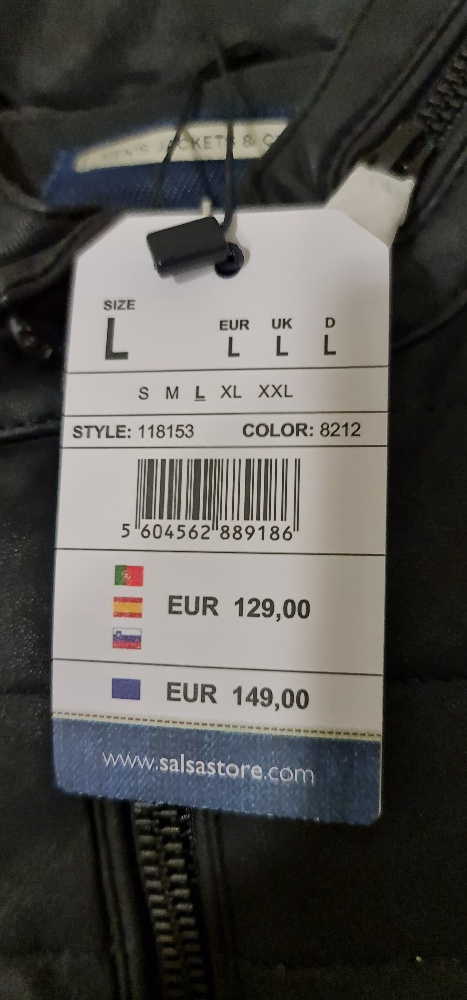 JACKETS &
SIZE
L
EUR UK D
L L L
S M L XL XXL
STYLE: 118153 COLOR: 8212
5 604562 889186
EUR 129,00
EUR 149,00
www.salsastore.com